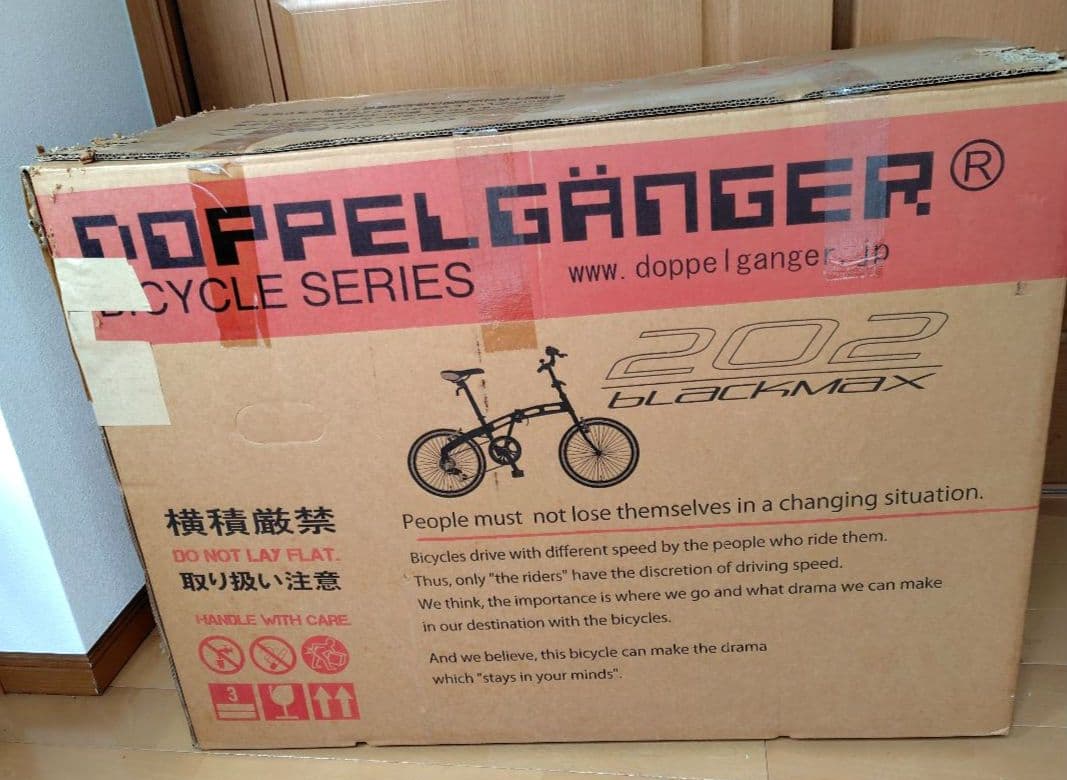 DOPPELGÄNGER®
BICYCLE SERIES
www.doppelganger.jp
202
BLACKMAX
People must not lose themselves in a changing situation.
Bicycles drive with different speed by the people who ride them.
Thus, only "the riders" have the discretion of driving speed.
We think, the importance is where we go and what drama we can make
in our destination with the bicycles.
And we believe, this bicycle can make the drama
which "stays in your minds".
横積厳禁
DO NOT LAY FLAT.
取り扱い注意
HANDLE WITH CARE.
3